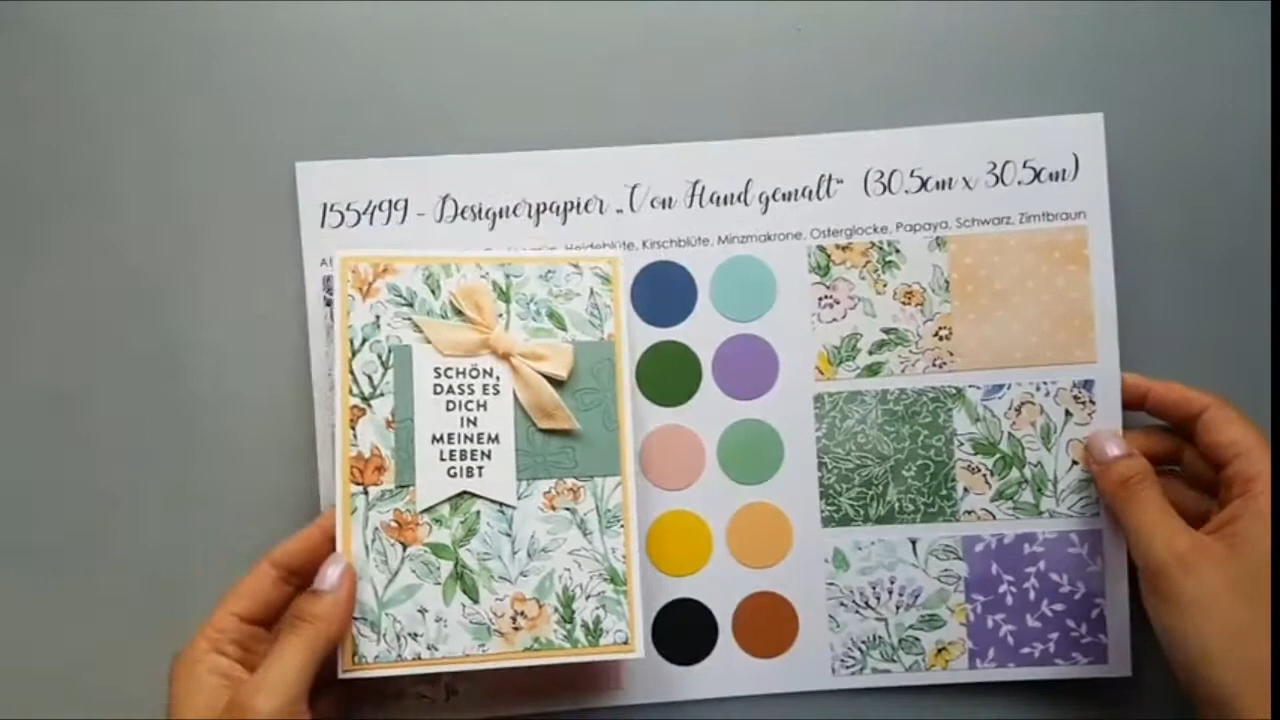 155499 - Designerpapier „Von Hand gemalt“ (30.5cm x 30.5cm)
Heideblüte, Kirschblüte, Minzmakrone, Osterglocke, Papaya, Schwarz, Zimtbraun
SCHÖN,
DASS ES
DICH
IN
MEINEM
LEBEN
GIBT